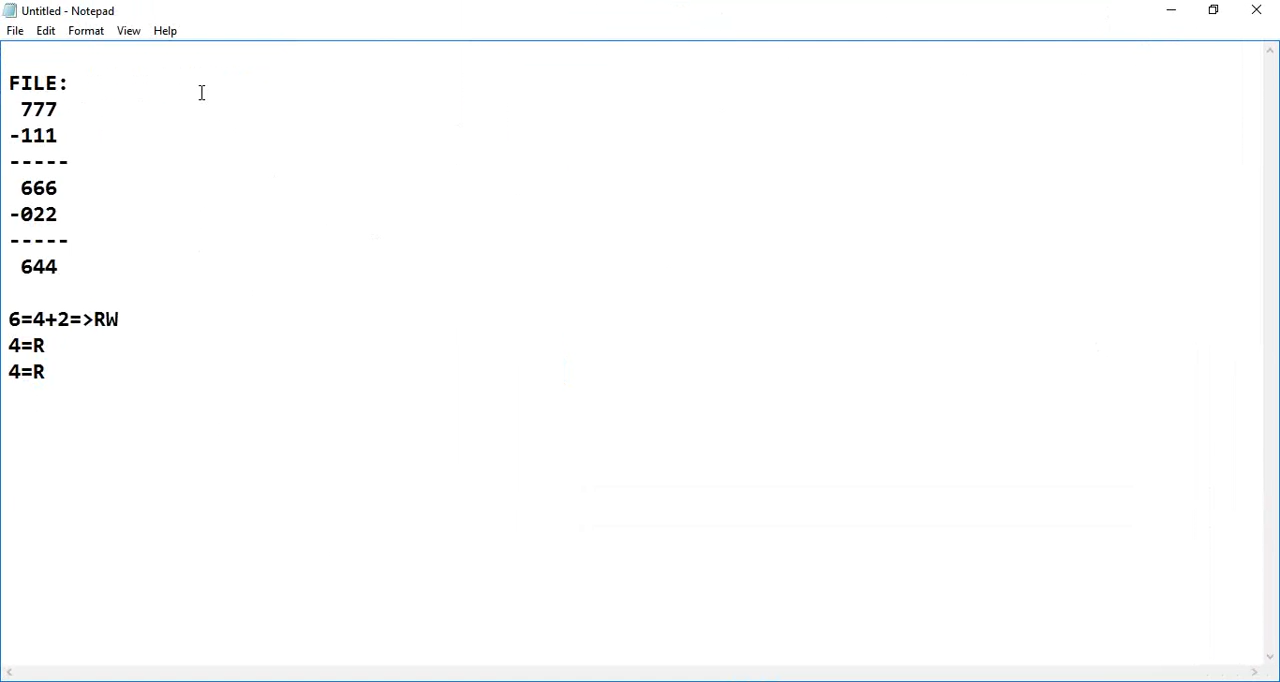 Untitled - Notepad
File Edit Format View Help
FILE:
777
-111
-----
666
-022
-----
644
6=4+2=>RW
4=R
4=R